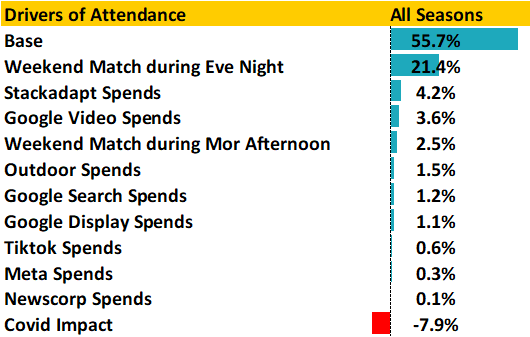 Drivers of Attendance All Seasons
Base 55.7%
Weekend Match during Eve Night 21.4%
Stackadapt Spends 4.2%
Google Video Spends 3.6%
Weekend Match during Mor Afternoon 2.5%
Outdoor Spends 1.5%
Google Search Spends 1.2%
Google Display Spends 1.1%
Tiktok Spends 0.6%
Meta Spends 0.3%
Newscorp Spends 0.1%
Covid Impact -7.9%